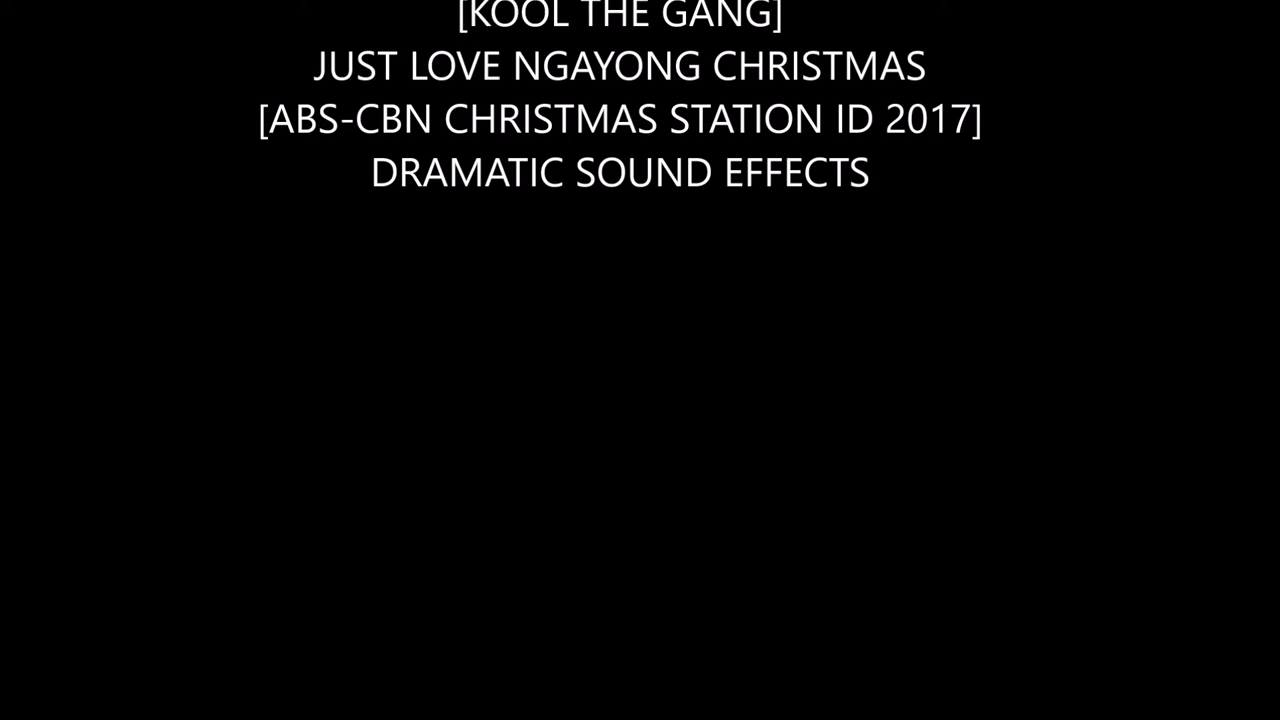 [KOOL THE GANG]
JUST LOVE NGAYONG CHRISTMAS
[ABS-CBN CHRISTMAS STATION ID 2017]
DRAMATIC SOUND EFFECTS